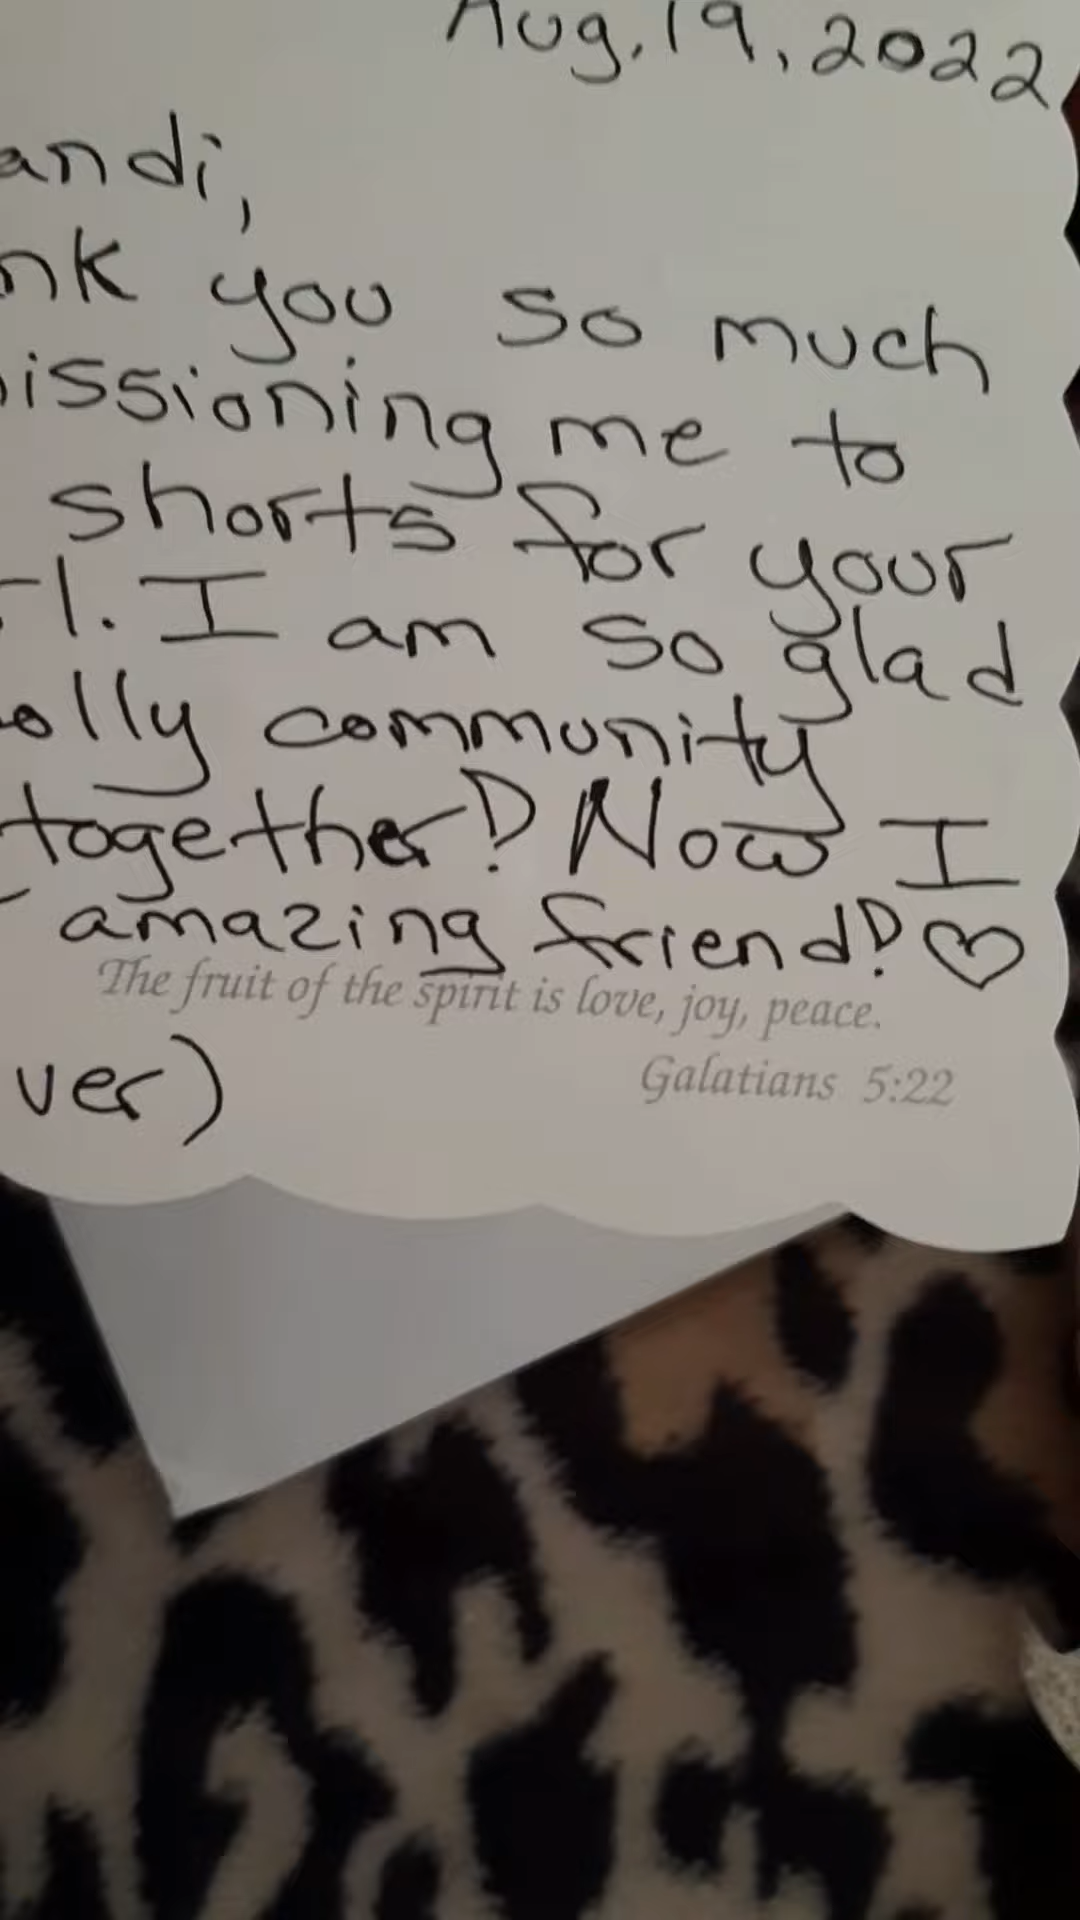 Aug. 19, 2022
andi,
nk you so much
issioning me to
shorts for your
l. I am so glad
olly community
together! Now I
amazing friend! ♡
The fruit of the spirit is love, joy, peace.
Galatians 5:22
ver)